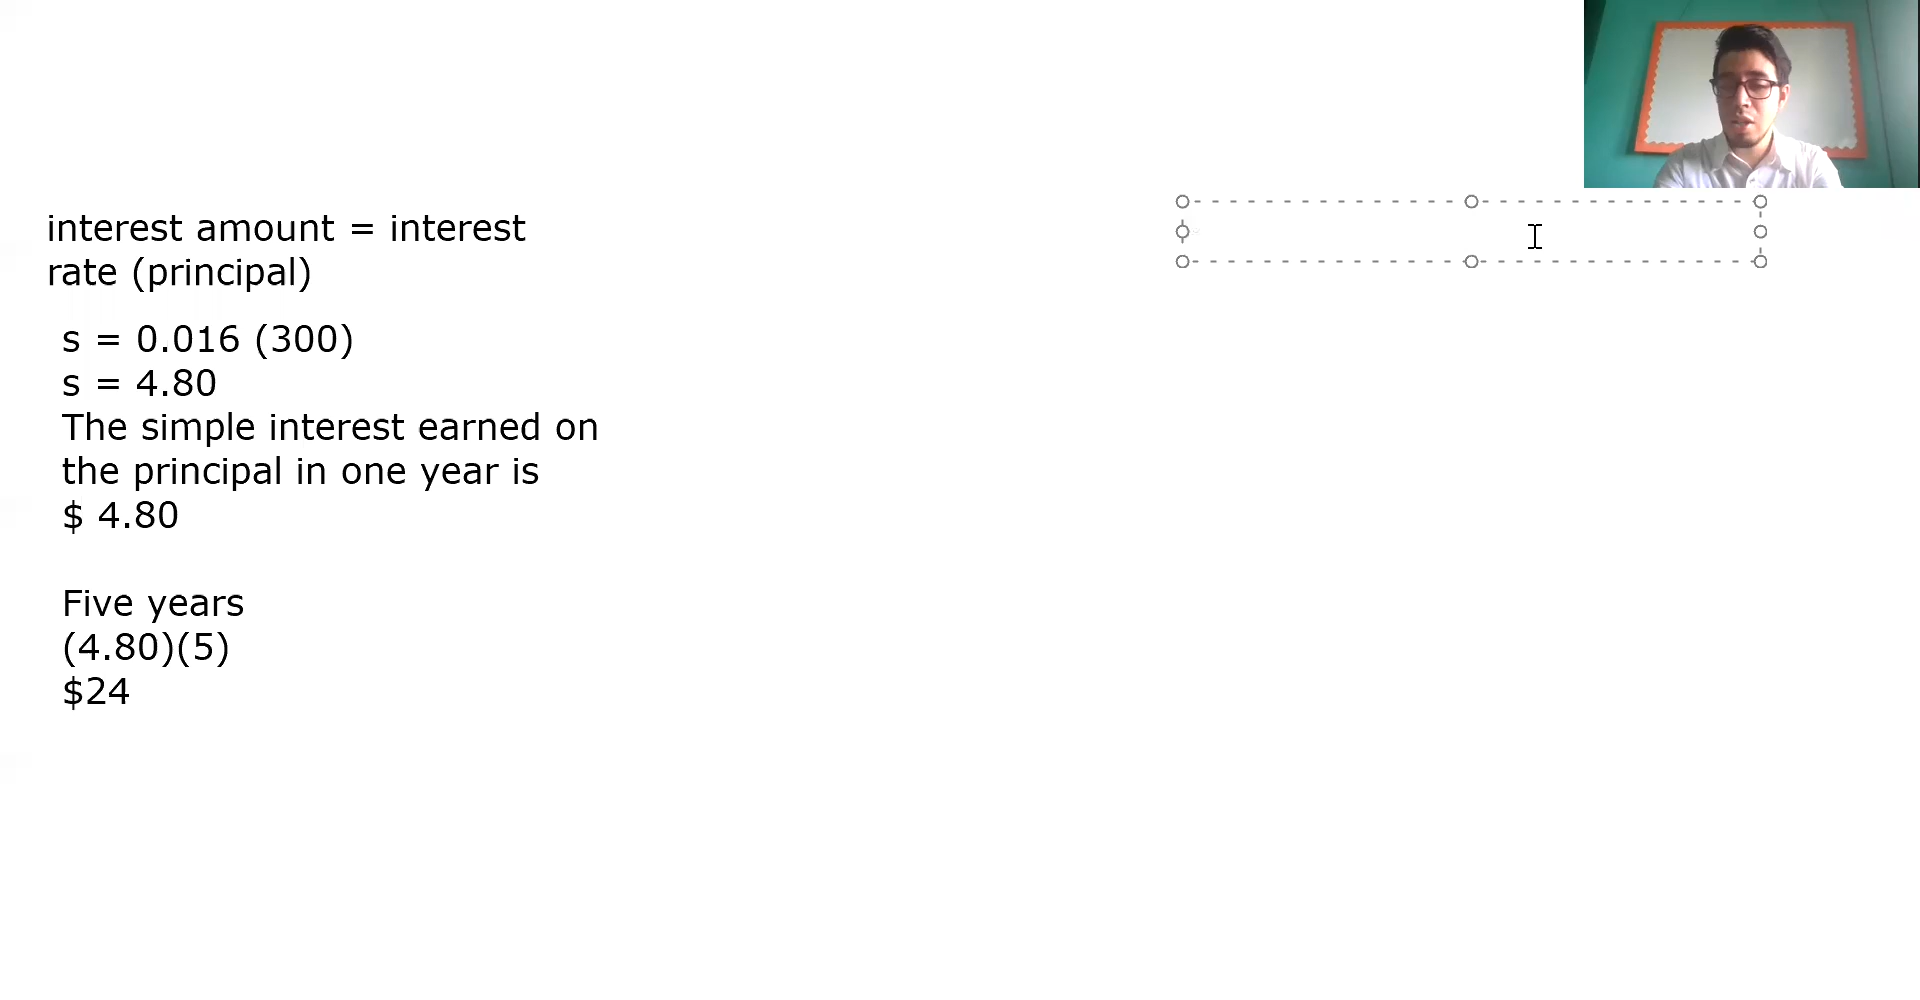 interest amount = interest
rate (principal)
s = 0.016 (300)
s = 4.80
The simple interest earned on
the principal in one year is
$ 4.80
Five years
(4.80)(5)
$24